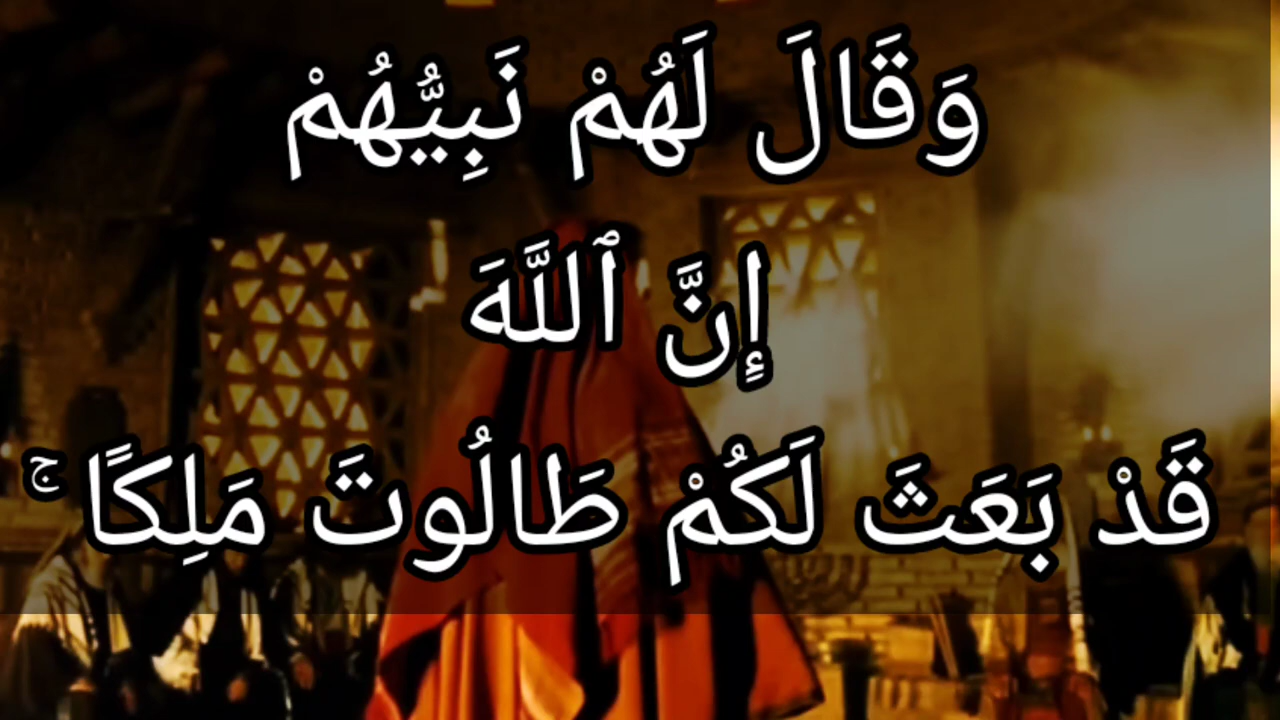 وَقَالَ لَهُمْ نَبِيُّهُمْ
إِنَّ ٱللَّهَ
قَدْ بَعَثَ لَكُمْ طَالُوتَ مَلِكًا ۚ